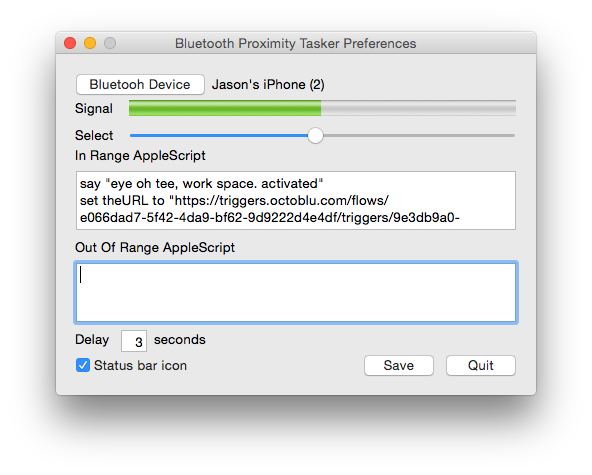 Bluetooth Proximity Tasker Preferences
Bluetooh Device Jason's iPhone (2)
Signal
Select
In Range AppleScript
say "eye oh tee, work space. activated"
set theURL to "https://triggers.octoblu.com/flows/
e066dad7-5f42-4da9-bf62-9d9222d4e4df/triggers/9e3db9a0-
Out Of Range AppleScript
Delay 3 seconds
Status bar icon Save Quit